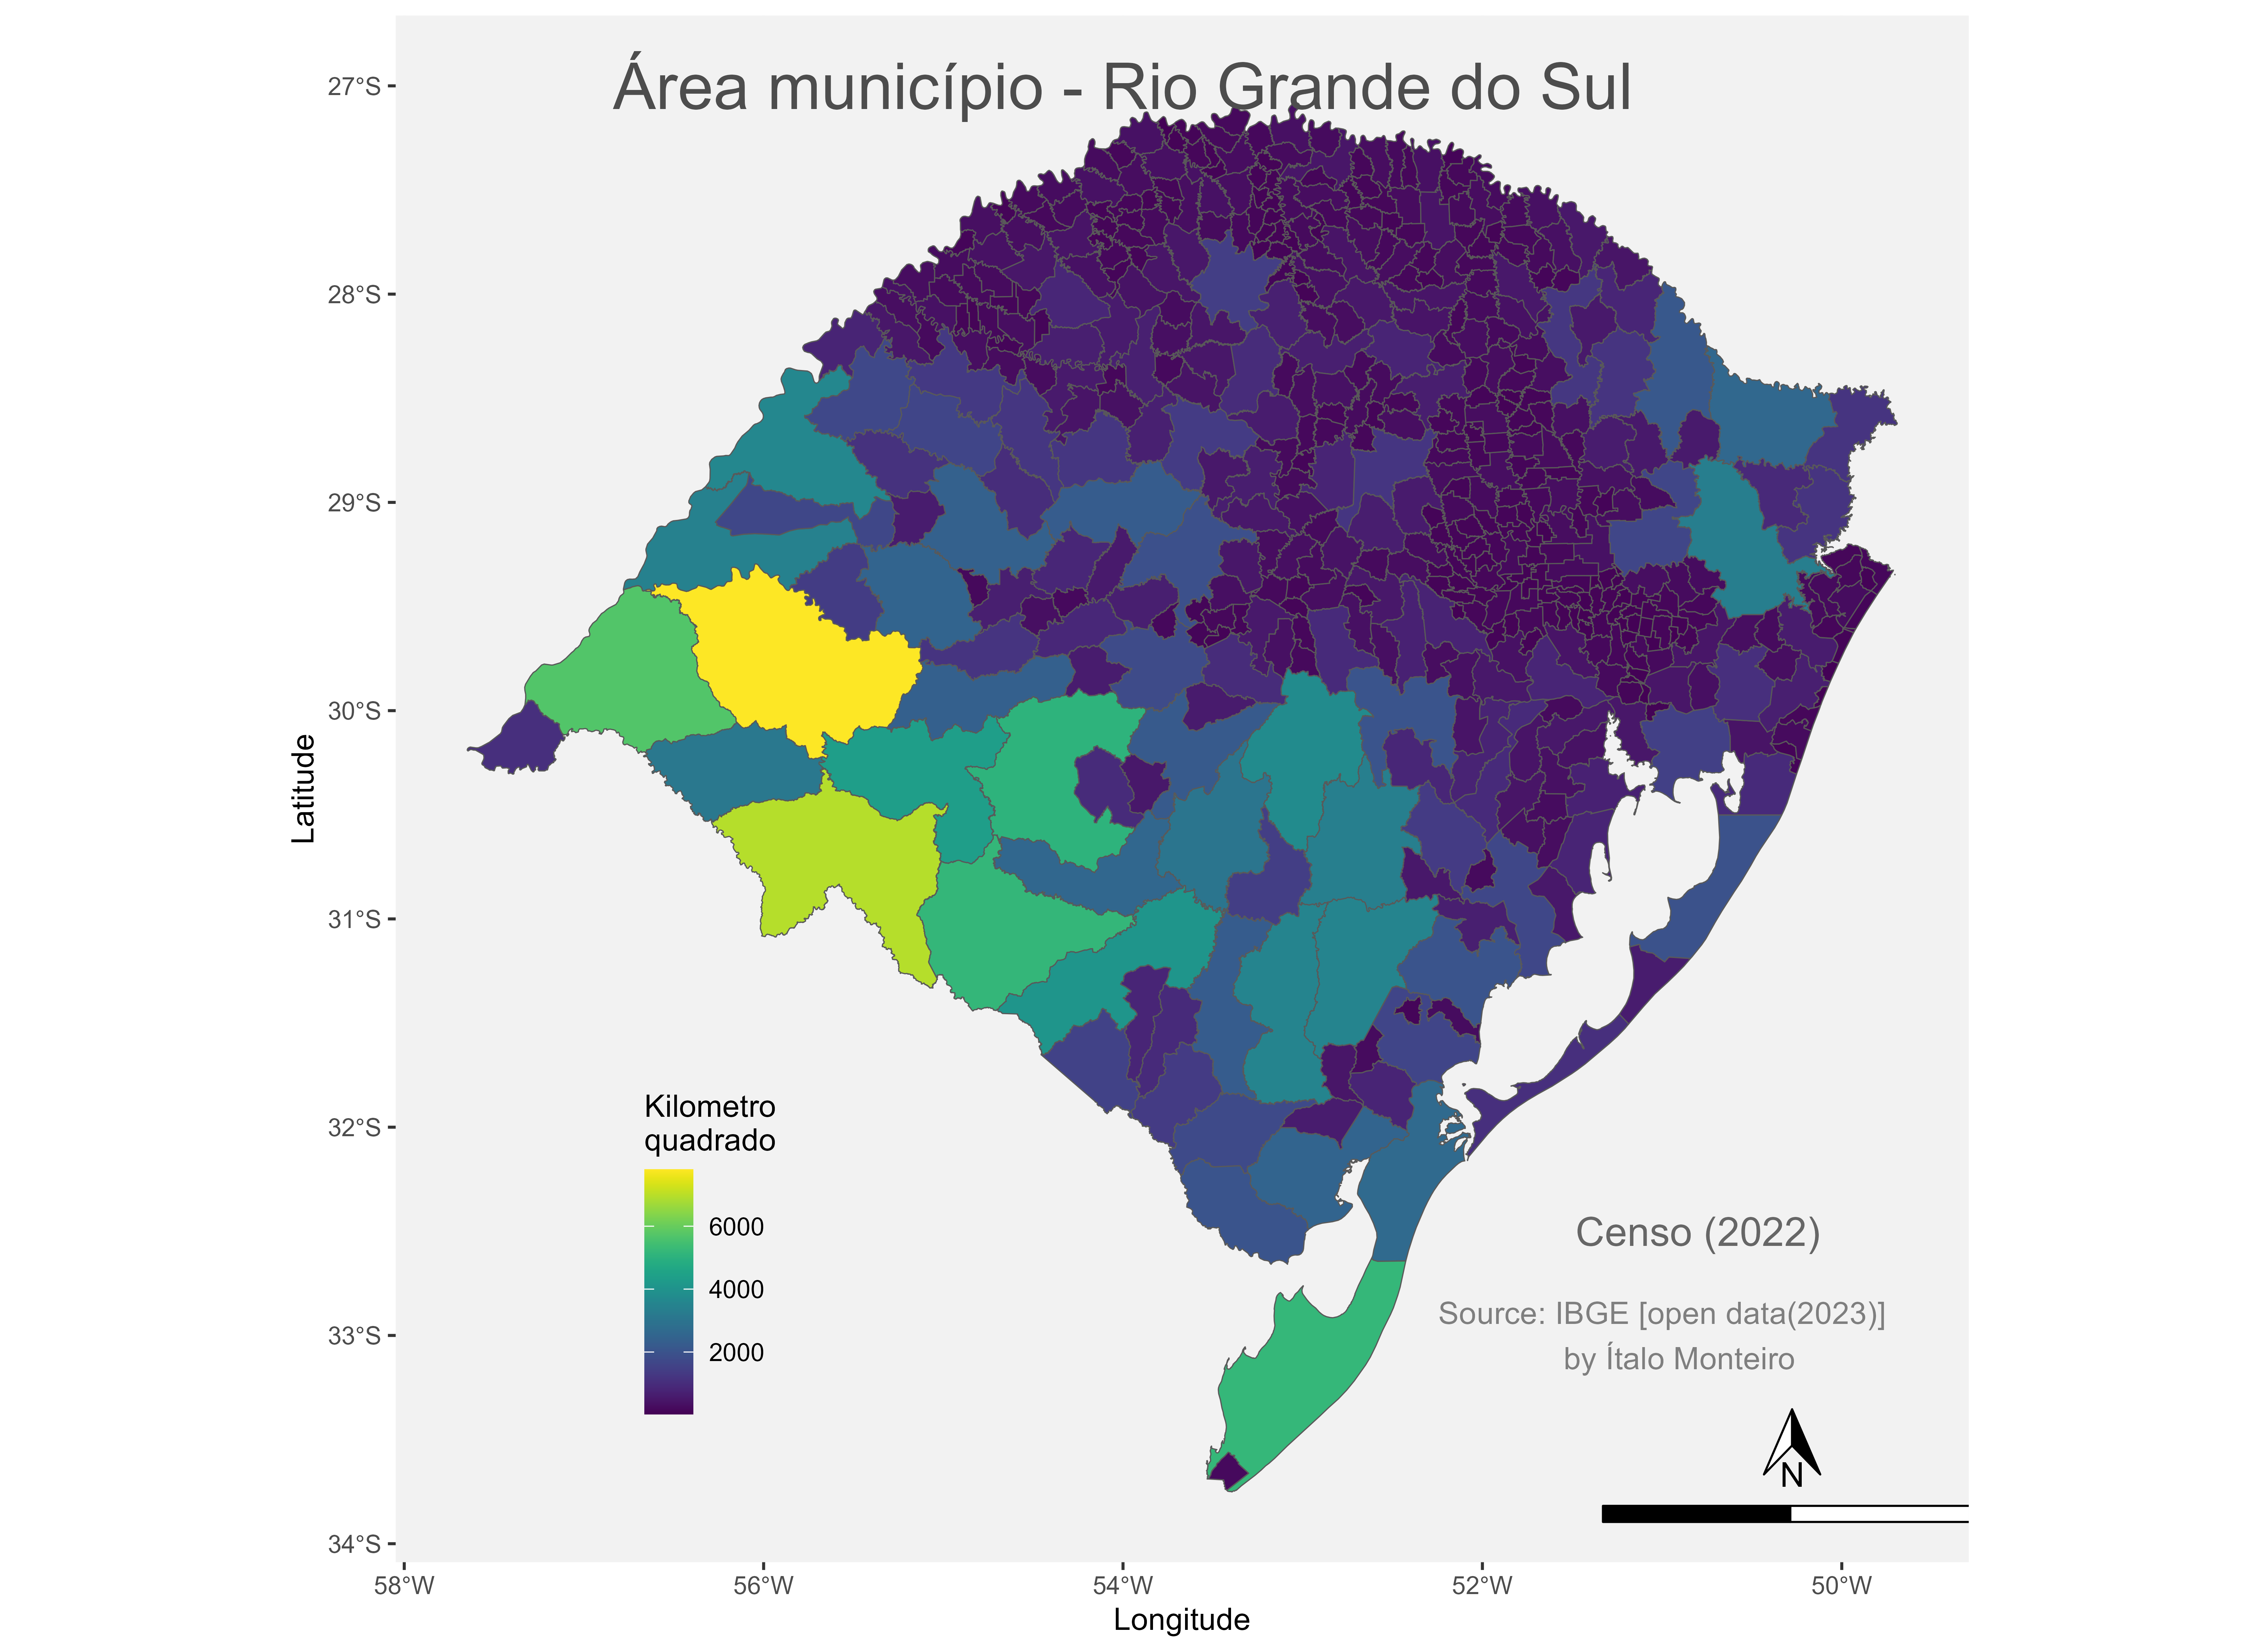 Área município - Rio Grande do Sul
27°S
28°S
29°S
30°S
31°S
32°S
33°S
34°S
Latitude
Kilometro
quadrado
6000
4000
2000
Censo (2022)
Source: IBGE [open data(2023)]
by Ítalo Monteiro
N
58°W
56°W
54°W
52°W
50°W
Longitude